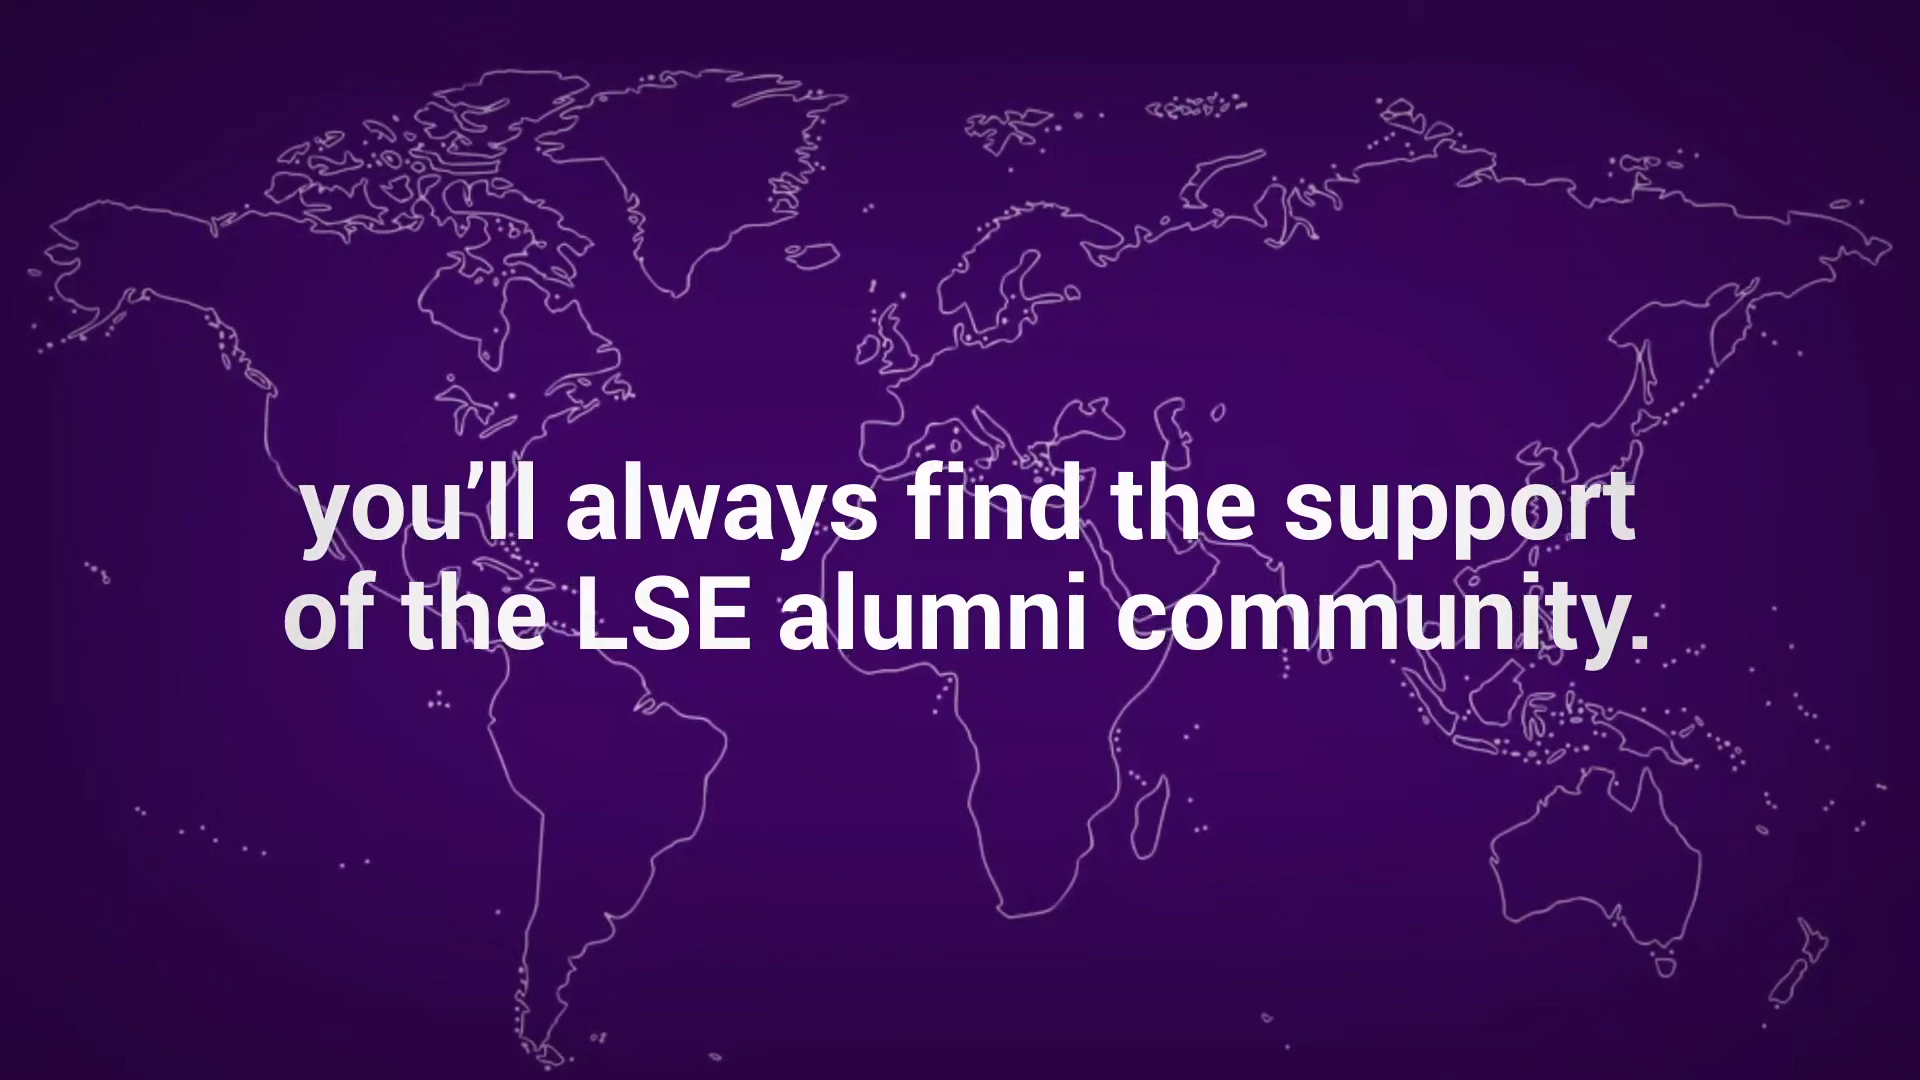 you’ll always find the support
of the LSE alumni community.